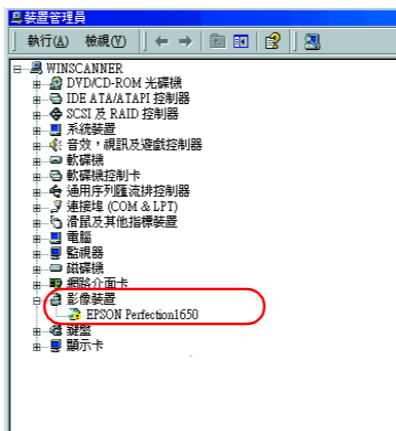 裝置管理員
執行(A) 檢視(V)
WINSCANNER
DVD/CD-ROM 光碟機
IDE ATA/ATAPI 控制器
SCSI 及 RAID 控制器
系統裝置
音效，視訊及遊戲控制器
軟碟機
軟碟機控制卡
通用序列匯流排控制器
連接埠 (COM & LPT)
滑鼠及其他指標裝置
電腦
監視器
磁碟機
網路介面卡
影像裝置
EPSON Perfection1650
鍵盤
顯示卡